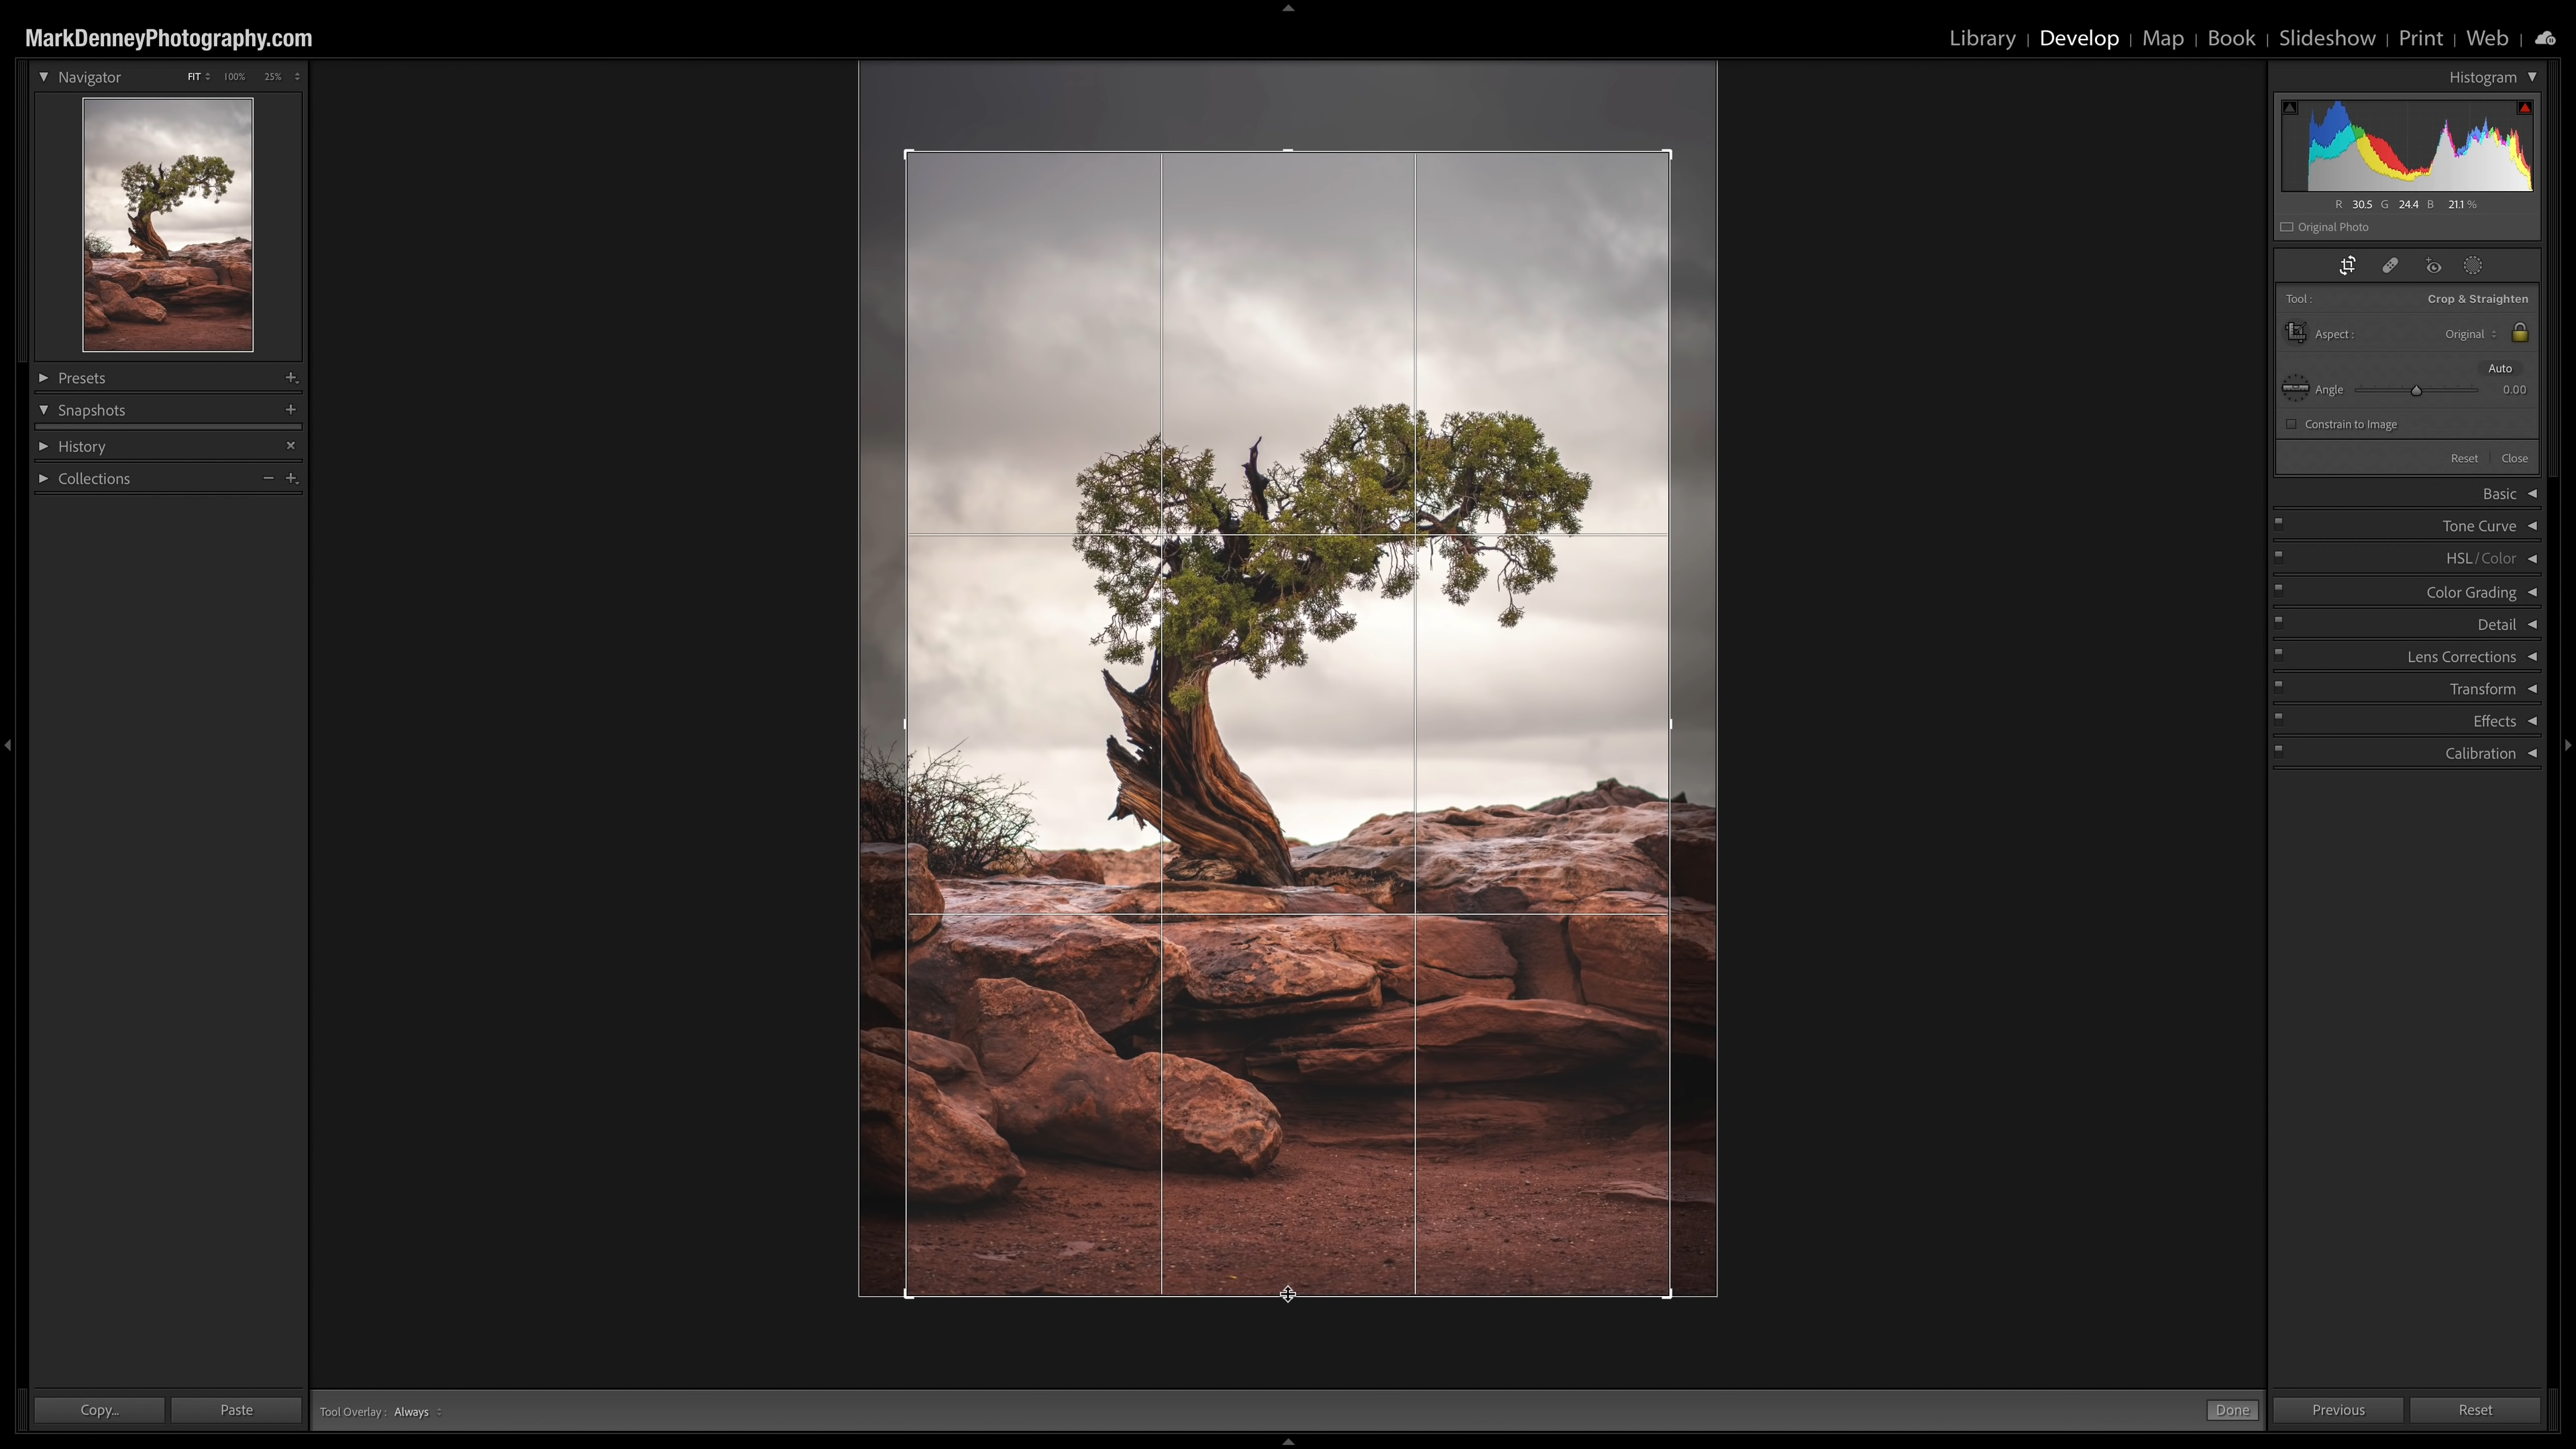 MarkDenneyPhotography.com
Library | Develop | Map | Book | Slideshow | Print | Web |
Navigator FIT 100% 25%
Presets
Snapshots
History
Collections
Copy... Paste
Tool Overlay : Always
Done
Histogram
R 30.5 G 24.4 B 21.1 %
Original Photo
Tool : Crop & Straighten
Aspect : Original
Auto
Angle 0.00
Constrain to Image
Reset Close
Basic
Tone Curve
HSL / Color
Color Grading
Detail
Lens Corrections
Transform
Effects
Calibration
Previous Reset